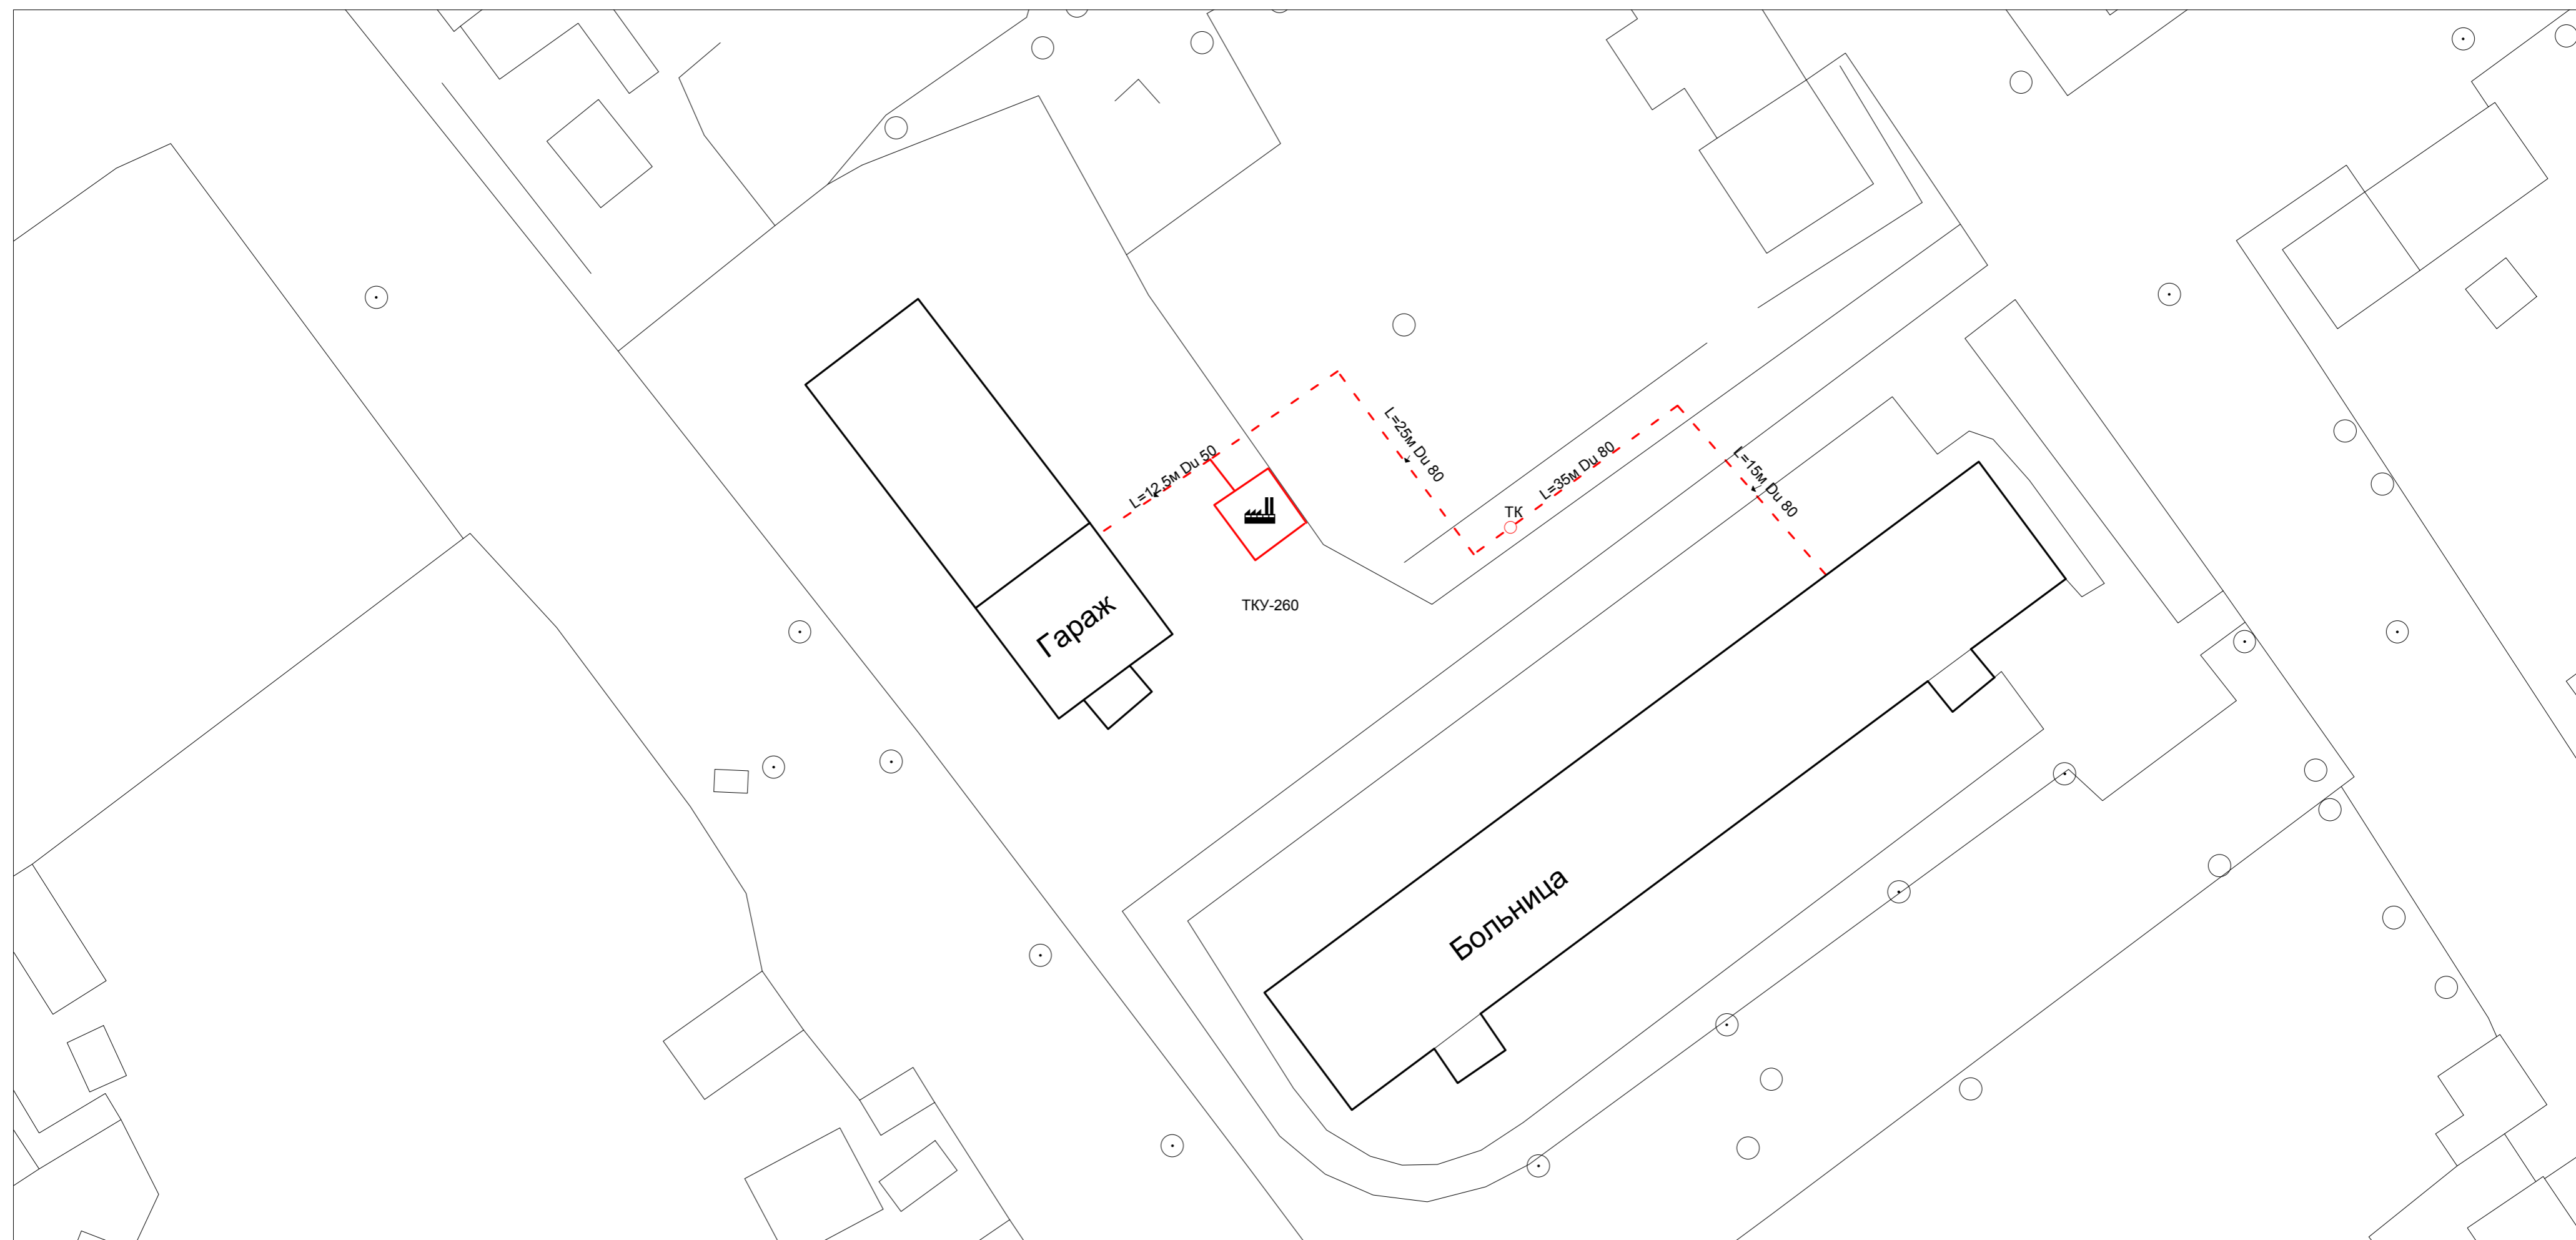 L=12,5м Du 50
L=25м Du 80
L=35м Du 80
L=15м Du 80
ТК
ТКУ-260
Гараж
Больница